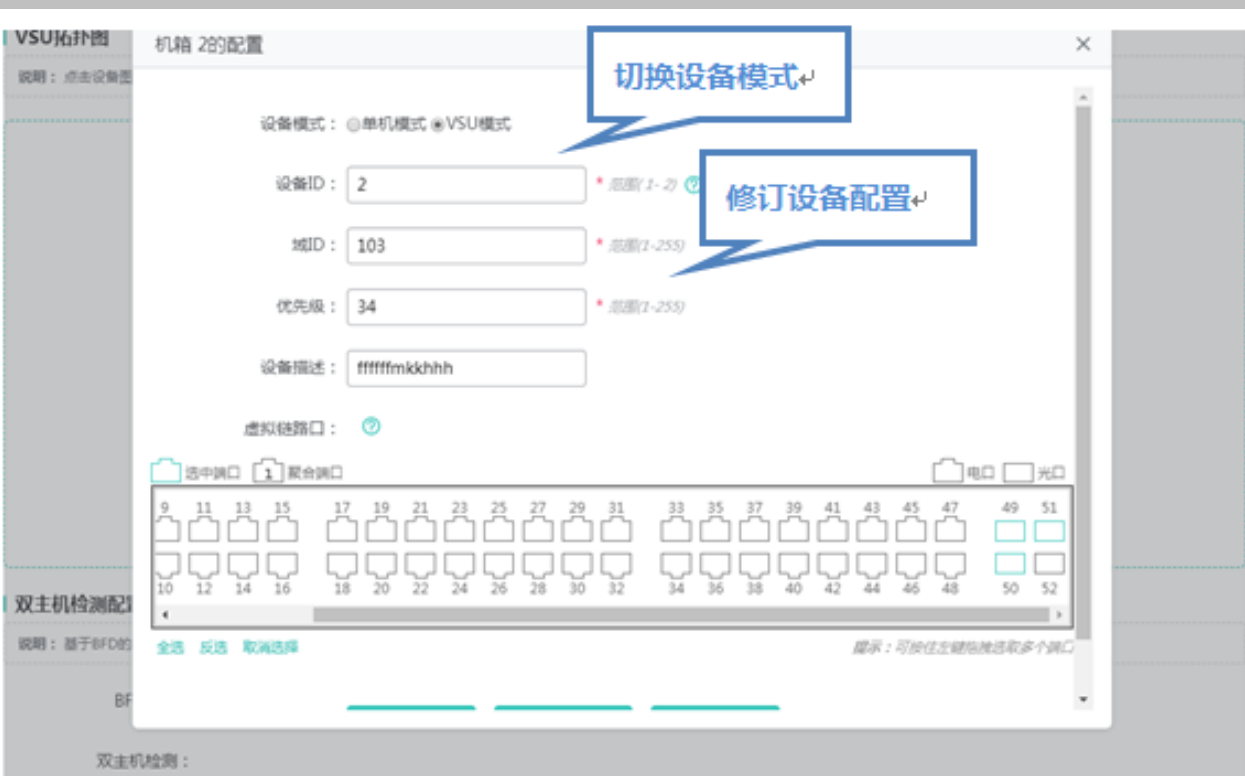 VSU拓扑图
机箱 2的配置
切换设备模式
说明：点击设备图
设备模式： 单机模式 VSU模式
设备ID： 2 * 范围(1-2)
修订设备配置
域ID： 103 * 范围(1-255)
优先级： 34 * 范围(1-255)
设备描述： ffffffmkkhhh
虚拟链路口：
选中端口 1 聚合端口 电口 光口
9 11 13 15 17 19 21 23 25 27 29 31 33 35 37 39 41 43 45 47 49 51
10 12 14 16 18 20 22 24 26 28 30 32 34 36 38 40 42 44 46 48 50 52
双主机检测配
说明：基于BFD的
全选 反选 取消选择 提示：可按住左键拖拽选取多个端口
BF
双主机检测：